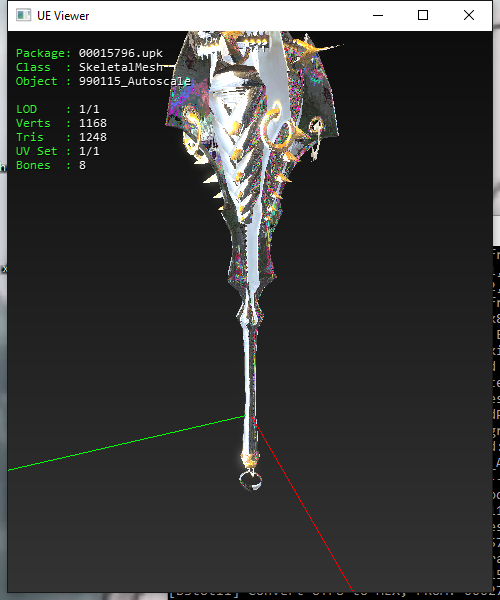 UE Viewer
Package: 00015796.upk
Class : SkeletalMesh
Object : 990115_Autoscale
LOD : 1/1
Verts : 1168
Tris : 1248
UV Set : 1/1
Bones : 8